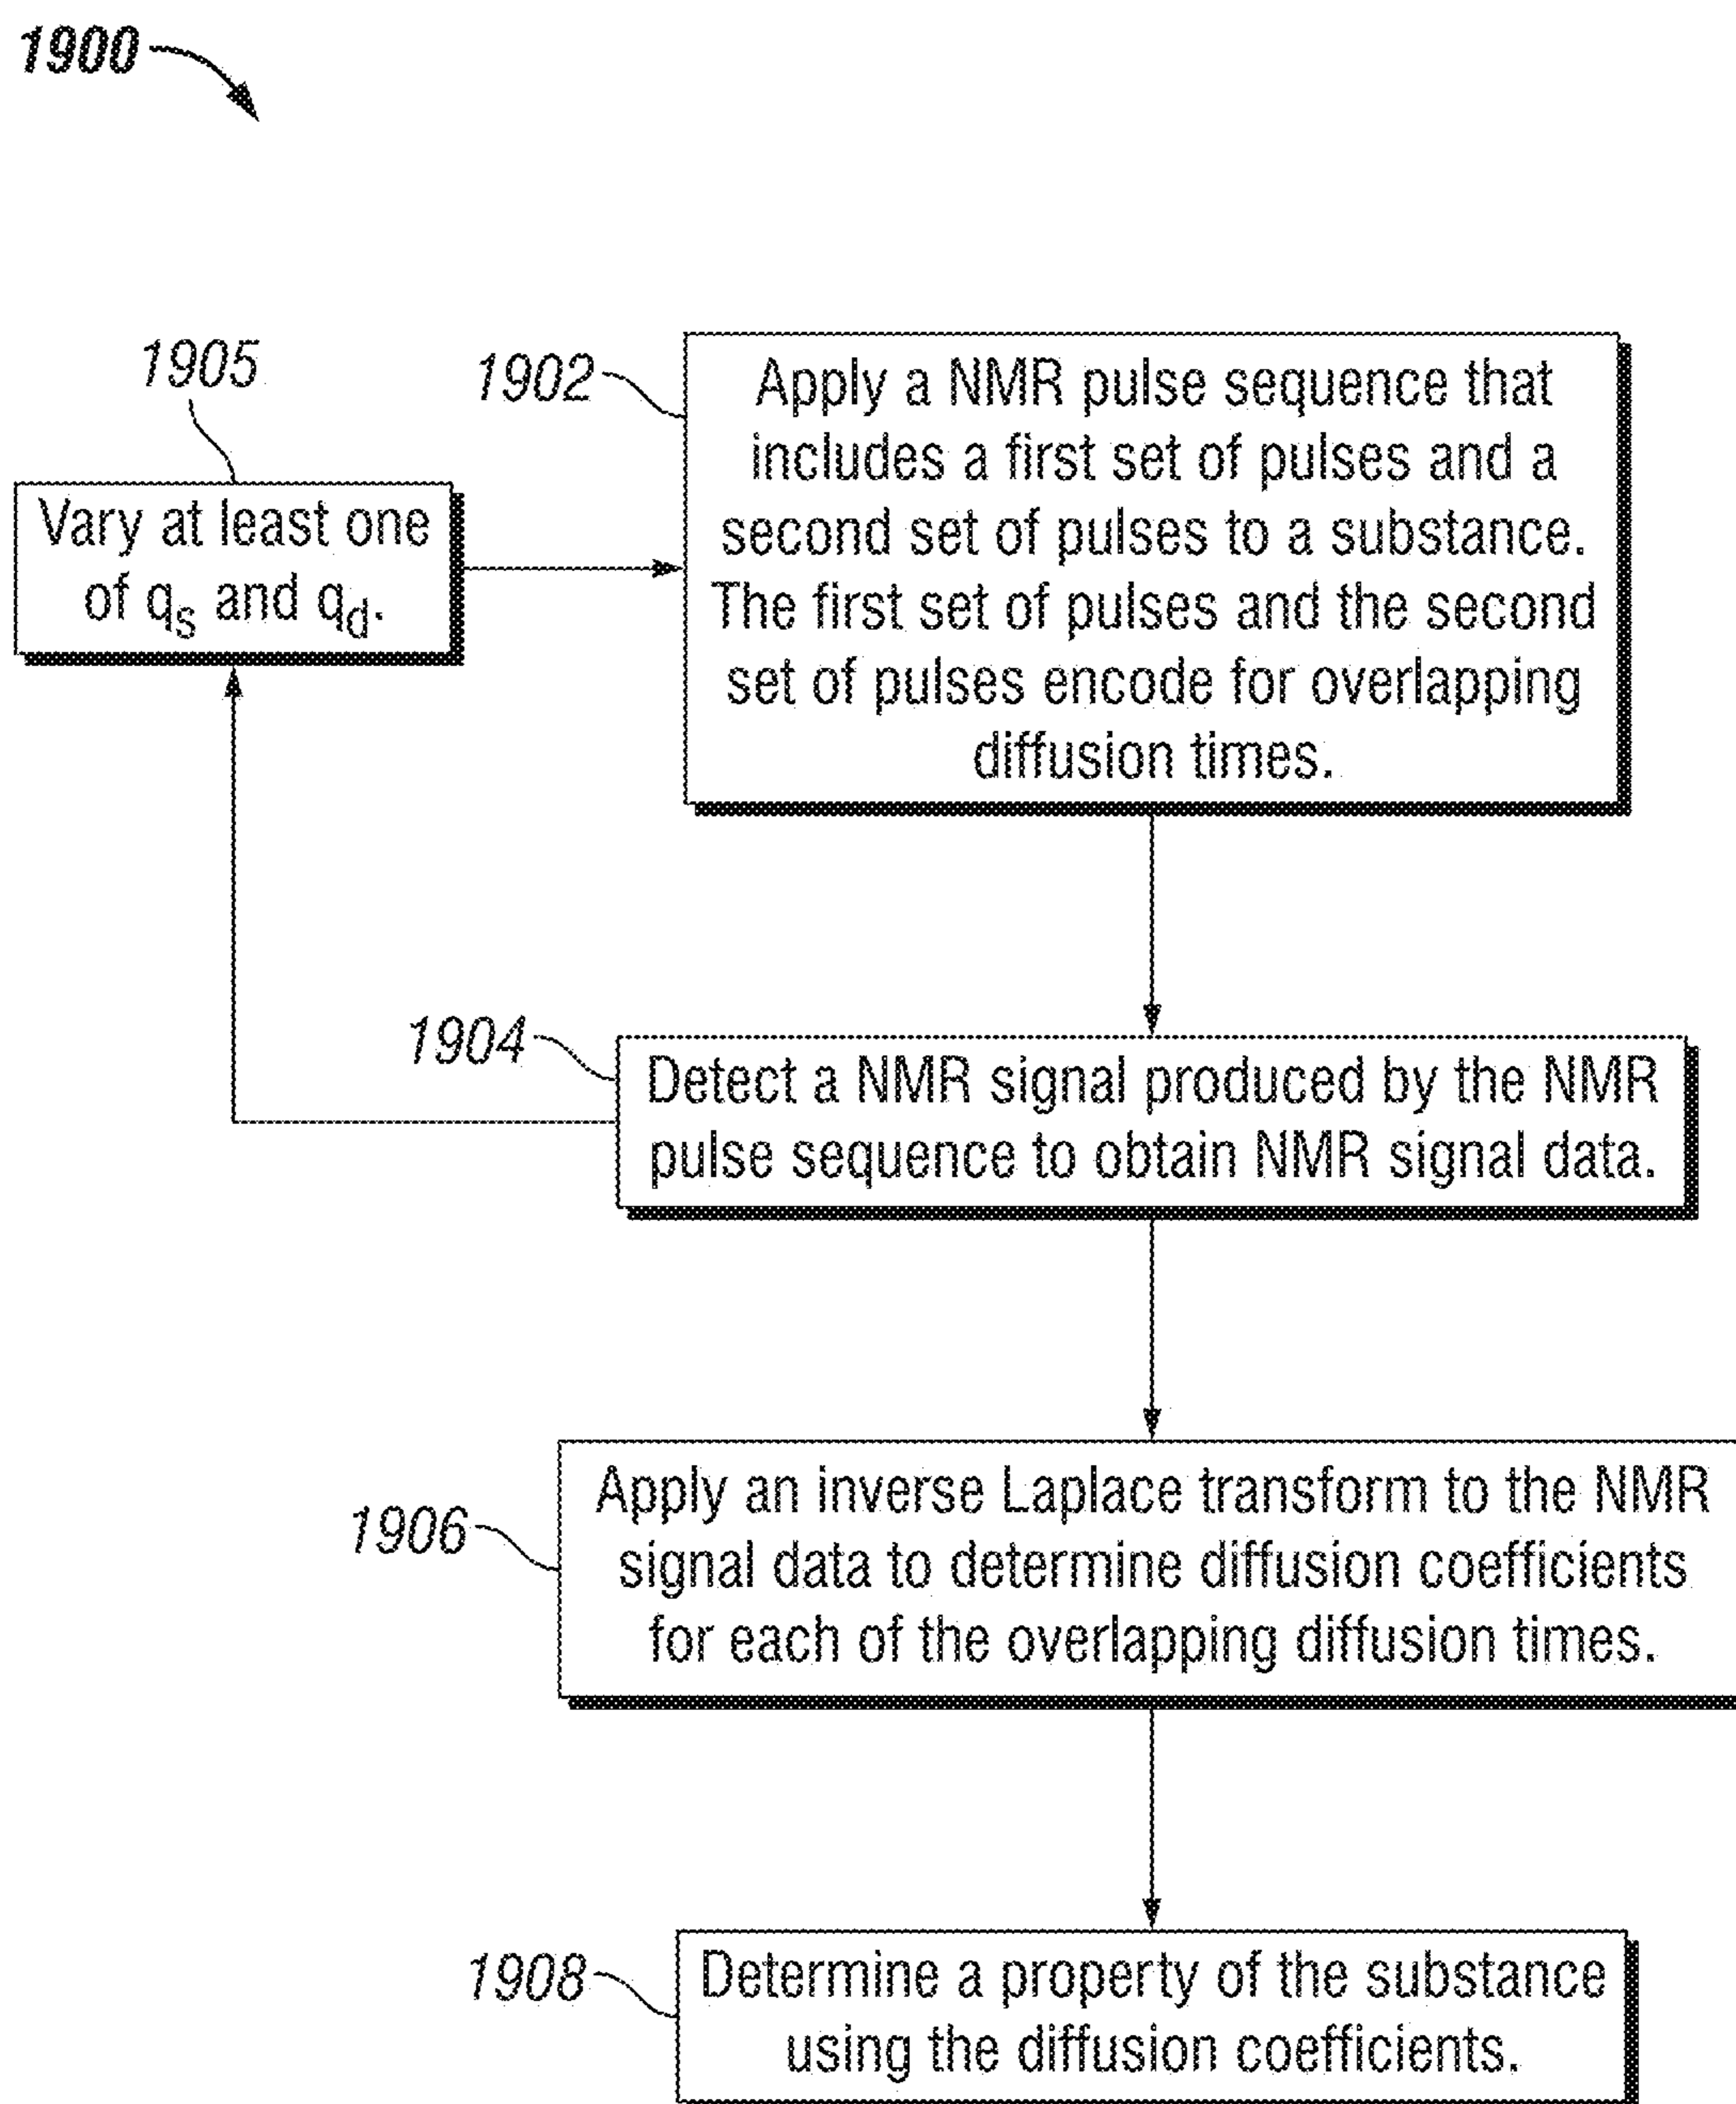 1900
1905
Vary at least one
of qs and qd.
1902
Apply a NMR pulse sequence that
includes a first set of pulses and a
second set of pulses to a substance.
The first set of pulses and the second
set of pulses encode for overlapping
diffusion times.
1904
Detect a NMR signal produced by the NMR
pulse sequence to obtain NMR signal data.
1906
Apply an inverse Laplace transform to the NMR
signal data to determine diffusion coefficients
for each of the overlapping diffusion times.
1908
Determine a property of the substance
using the diffusion coefficients.